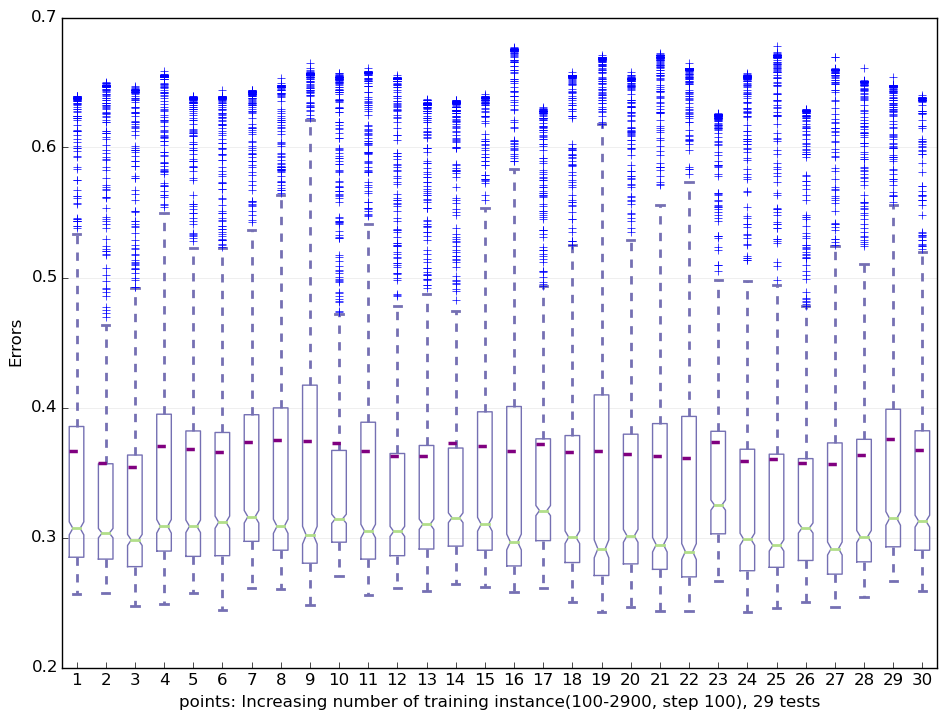 0.7
0.6
0.5
0.4
0.3
0.2
Errors
1 2 3 4 5 6 7 8 9 10 11 12 13 14 15 16 17 18 19 20 21 22 23 24 25 26 27 28 29 30
points: Increasing number of training instance(100-2900, step 100), 29 tests